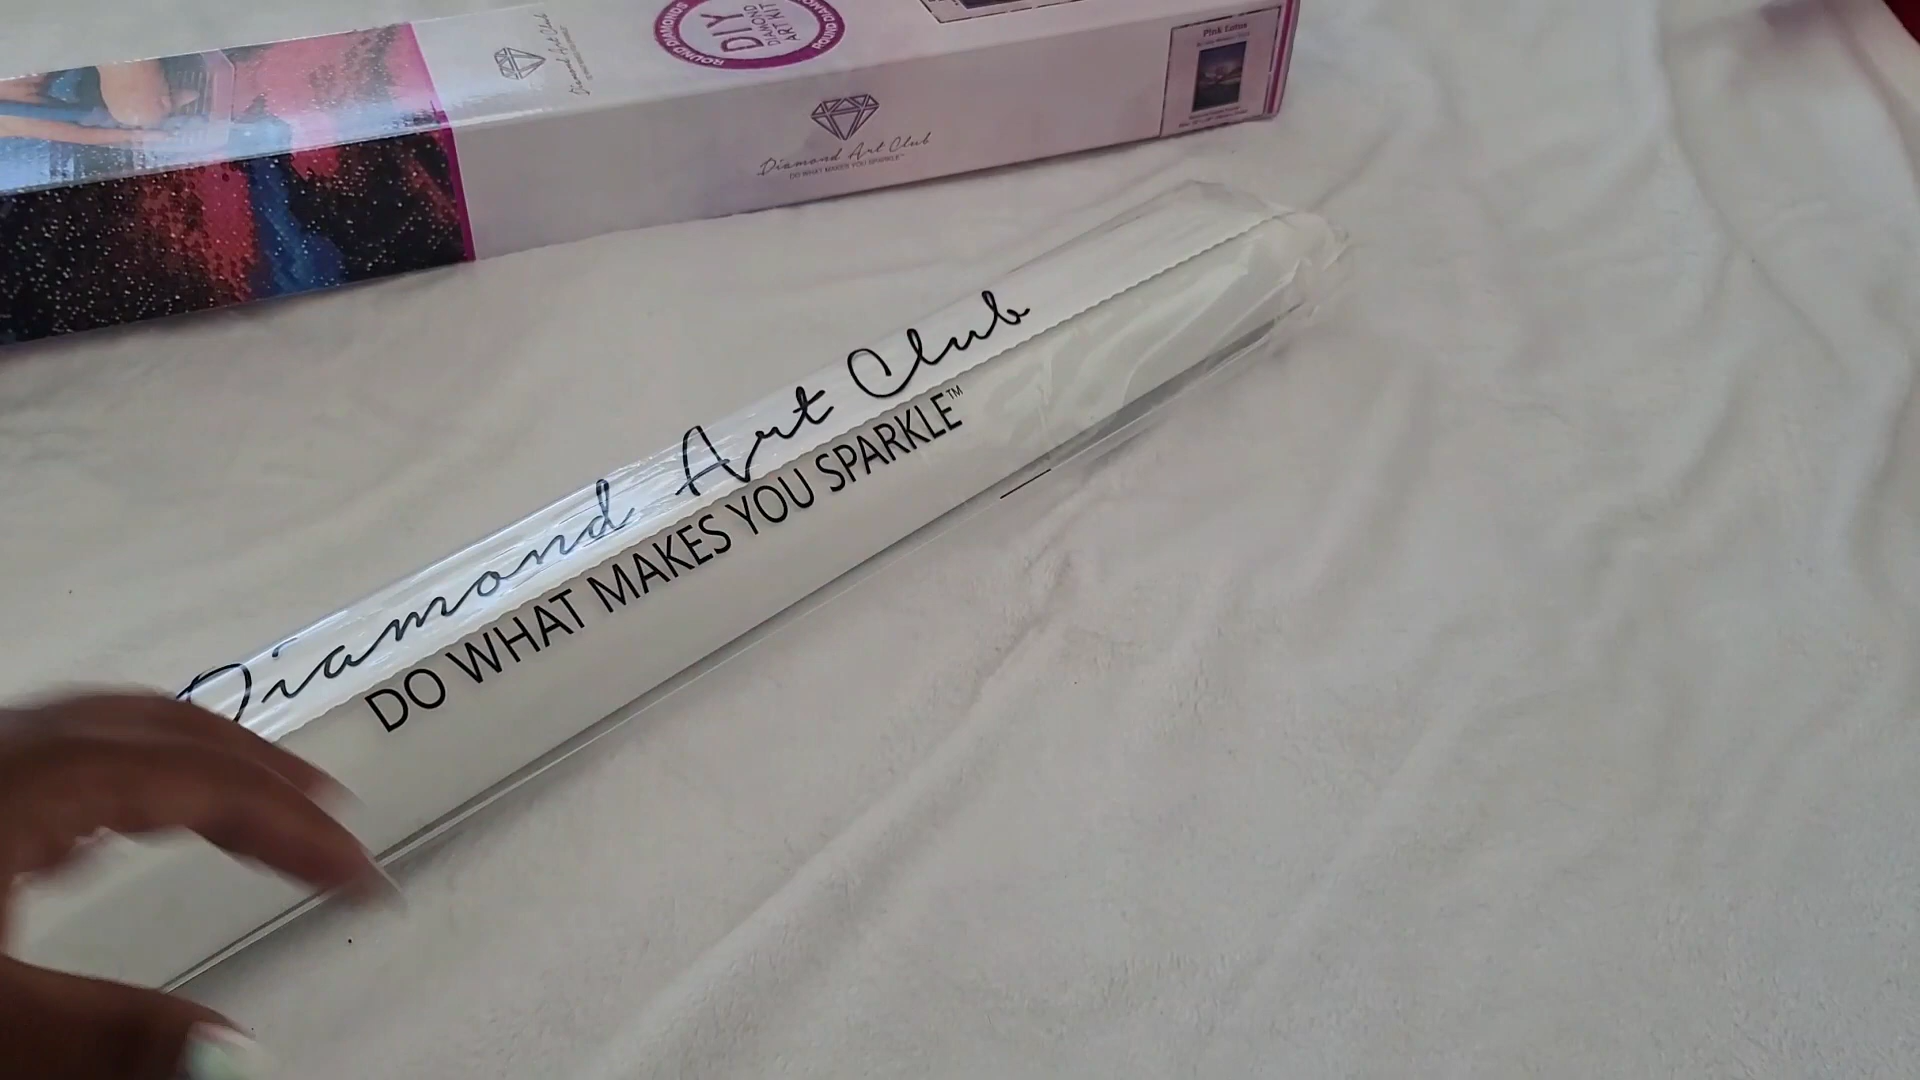 Diamond Art Club
ROUND DIAMONDS
DIY
DIAMOND
ART KIT
Diamond Art Club
DO WHAT MAKES YOU SPARKLE™
Pink Lotus
Diamond Art Club
DO WHAT MAKES YOU SPARKLE™